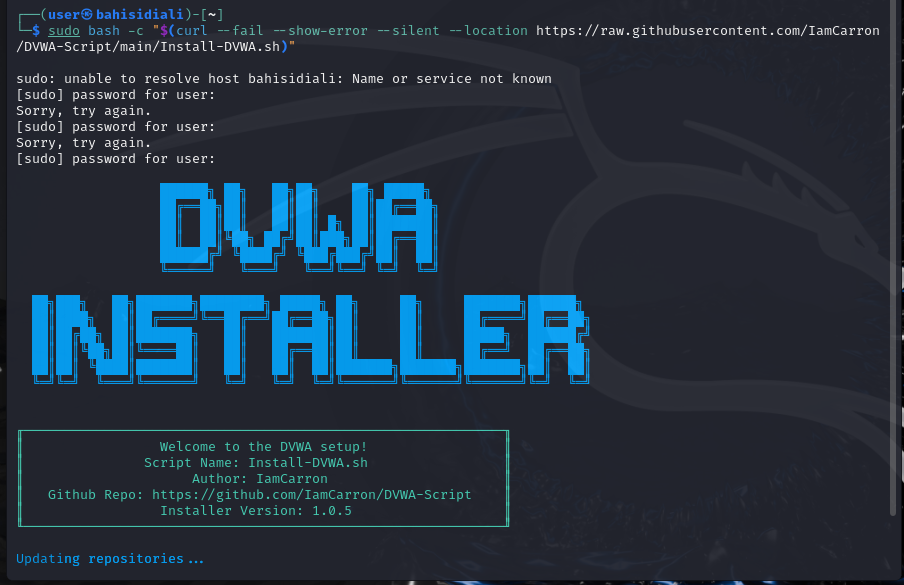 ┌──(user㉿bahisidiali)-[~]
└─$ sudo bash -c "$(curl --fail --show-error --silent --location https://raw.githubusercontent.com/IamCarron
/DVWA-Script/main/Install-DVWA.sh)"
sudo: unable to resolve host bahisidiali: Name or service not known
[sudo] password for user:
Sorry, try again.
[sudo] password for user:
Sorry, try again.
[sudo] password for user:
DVWA
INSTALLER
Welcome to the DVWA setup!
Script Name: Install-DVWA.sh
Author: IamCarron
Github Repo: https://github.com/IamCarron/DVWA-Script
Installer Version: 1.0.5
Updating repositories...